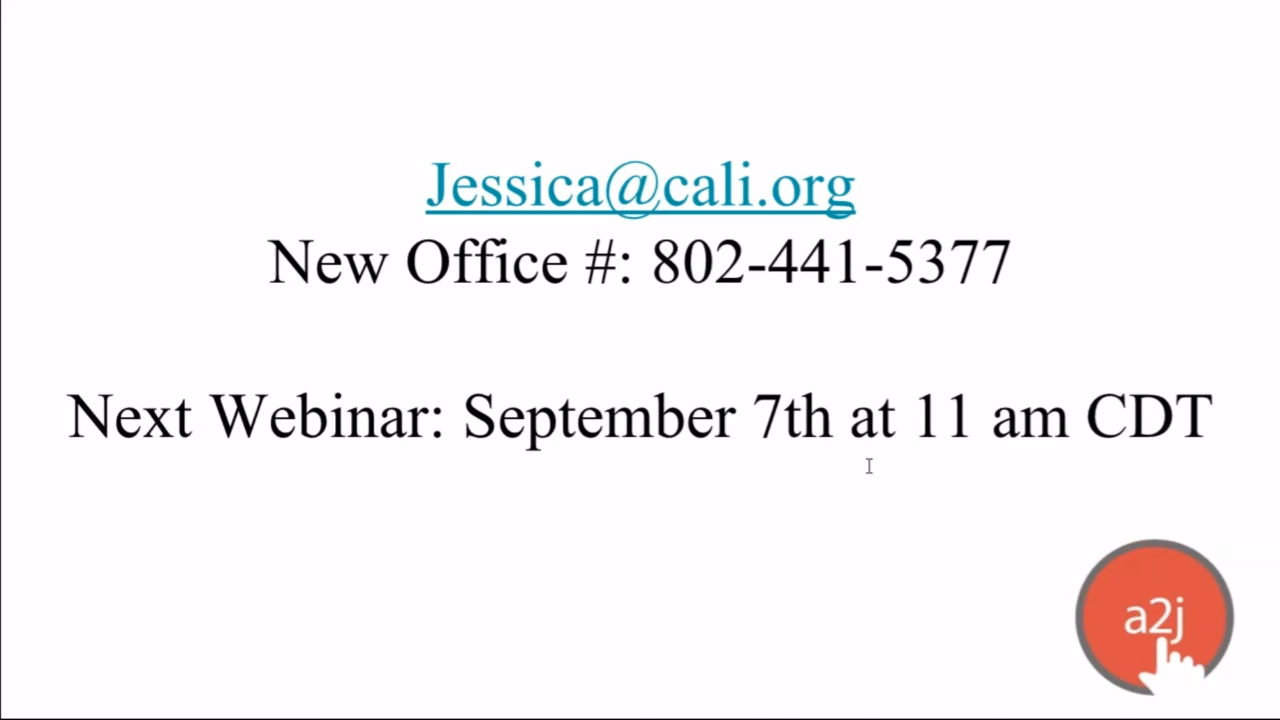 Jessica@cali.org
New Office #: 802-441-5377
Next Webinar: September 7th at 11 am CDT
a2j